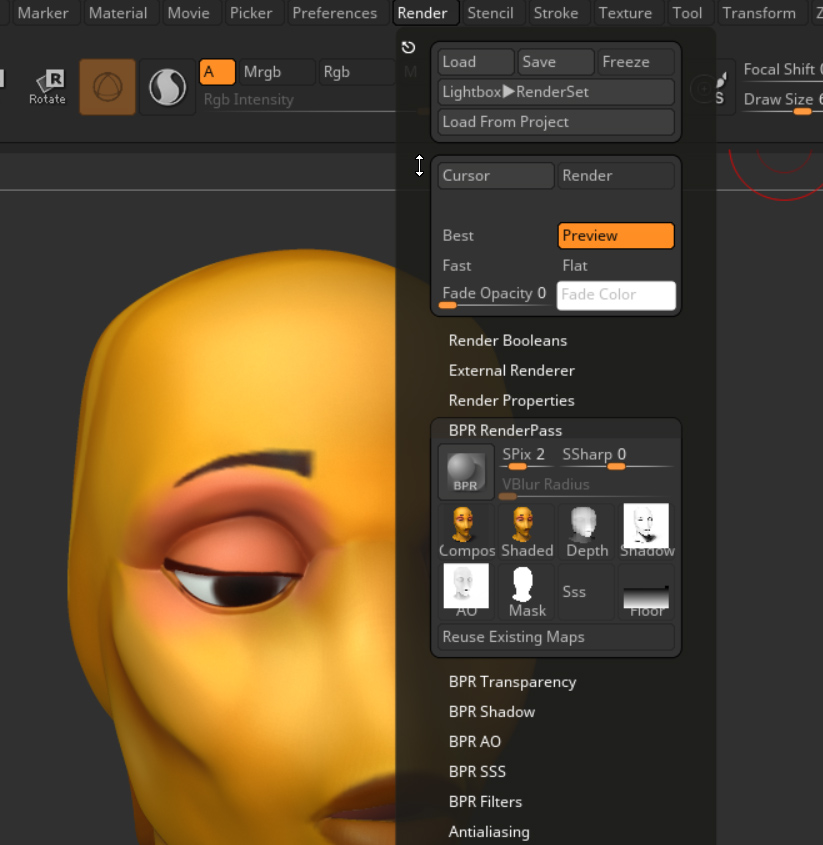 Marker Material Movie Picker Preferences Render Stencil Stroke Texture Tool Transform Z
Load Save Freeze
R A Mrgb Rgb M Focal Shift
Lightbox▶RenderSet
Rotate Rgb Intensity S Draw Size 6
Load From Project
Cursor Render
Best Preview
Fast Flat
Fade Opacity 0 Fade Color
Render Booleans
External Renderer
Render Properties
BPR RenderPass
SPix 2 SSharp 0
BPR VBlur Radius
Compos Shaded Depth Shadow
AO Mask Sss Floor
Reuse Existing Maps
BPR Transparency
BPR Shadow
BPR AO
BPR SSS
BPR Filters
Antialiasing